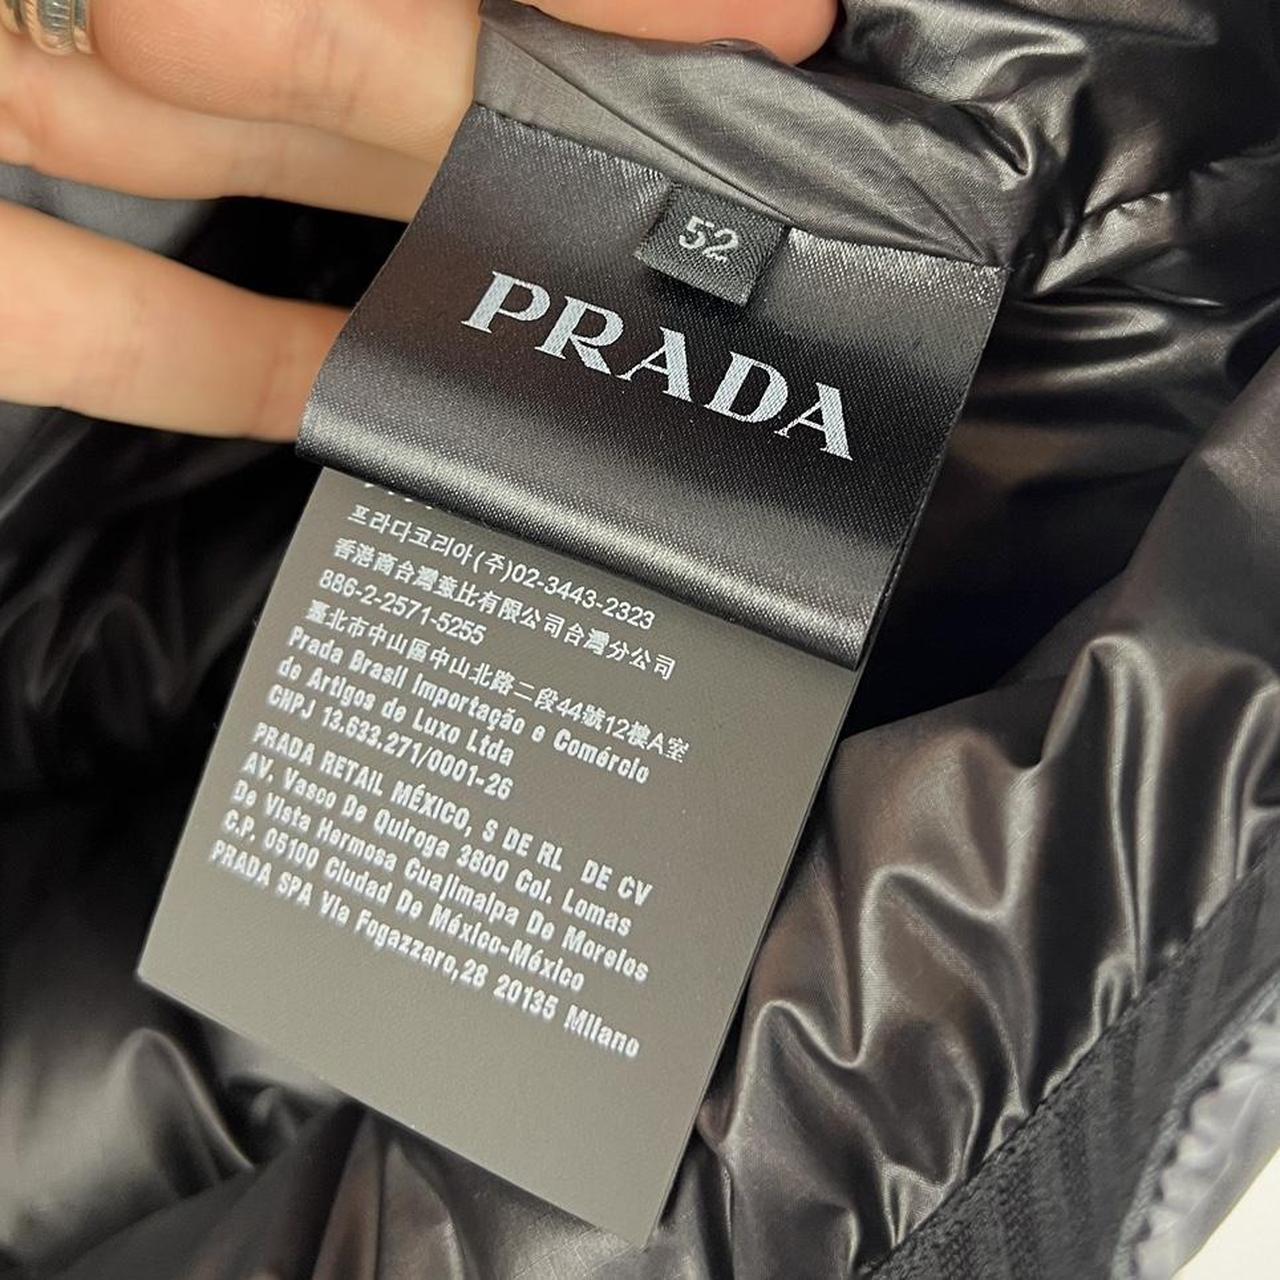 52
PRADA
프라다코리아(주)02-3443-2323
香港商台灣蓋比有限公司台灣分公司
886-2-2571-5255
臺北市中山區中山北路二段44號12樓A室
Prada Brasil Importação e Comércio
de Artigos de Luxo Ltda
CNPJ 13.633.271/0001-26
PRADA RETAIL MÉXICO, S DE RL DE CV
AV. Vasco De Quiroga 3800 Col. Lomas
De Vista Hermosa Cuajimalpa De Morelos
C.P. 05100 Ciudad De México-México
PRADA SPA Via Fogazzaro,28 20135 Milano